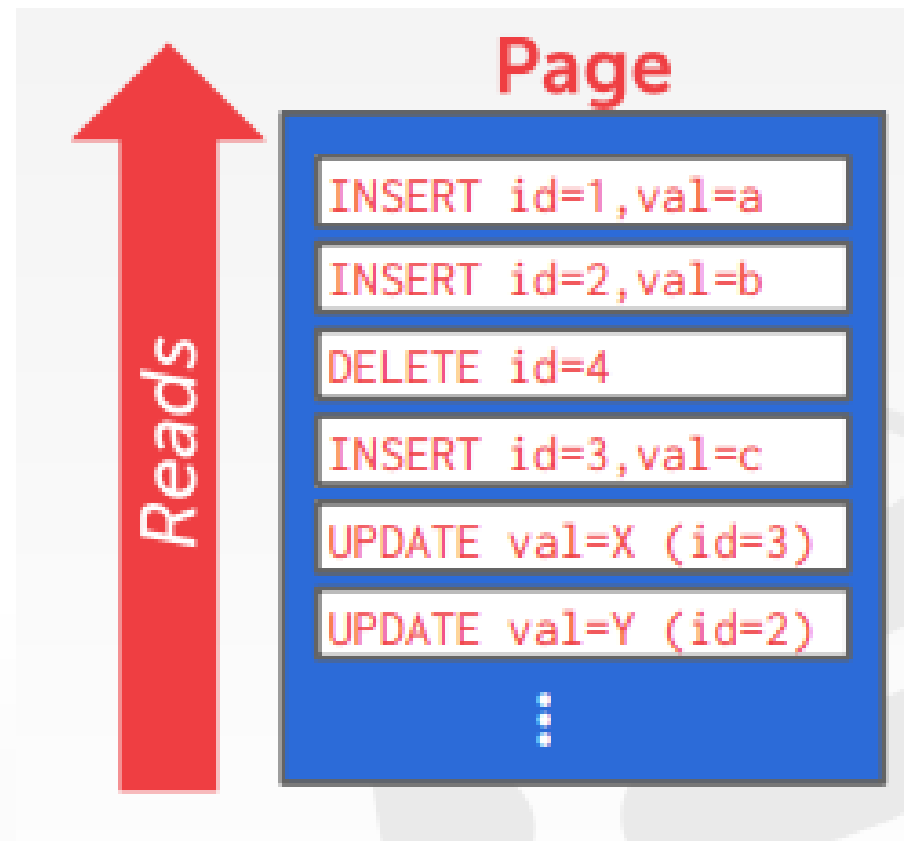 Page
Reads
INSERT id=1,val=a
INSERT id=2,val=b
DELETE id=4
INSERT id=3,val=c
UPDATE val=X (id=3)
UPDATE val=Y (id=2)
⋮